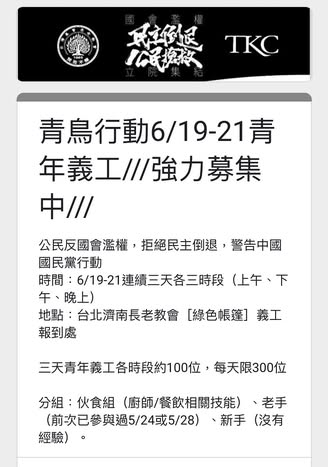 國會濫權
民主倒退
公民搶救
立院集結
TKC
青鳥行動6/19-21青
年義工///強力募集
中///
公民反國會濫權，拒絕民主倒退，警告中國
國民黨行動
時間：6/19-21連續三天各三時段（上午、下
午、晚上）
地點：台北濟南長老教會［綠色帳篷］義工
報到處
三天青年義工各時段約100位，每天限300位
分組：伙食組（廚師/餐飲相關技能）、老手
（前次已參與過5/24或5/28）、新手（沒有
經驗）。